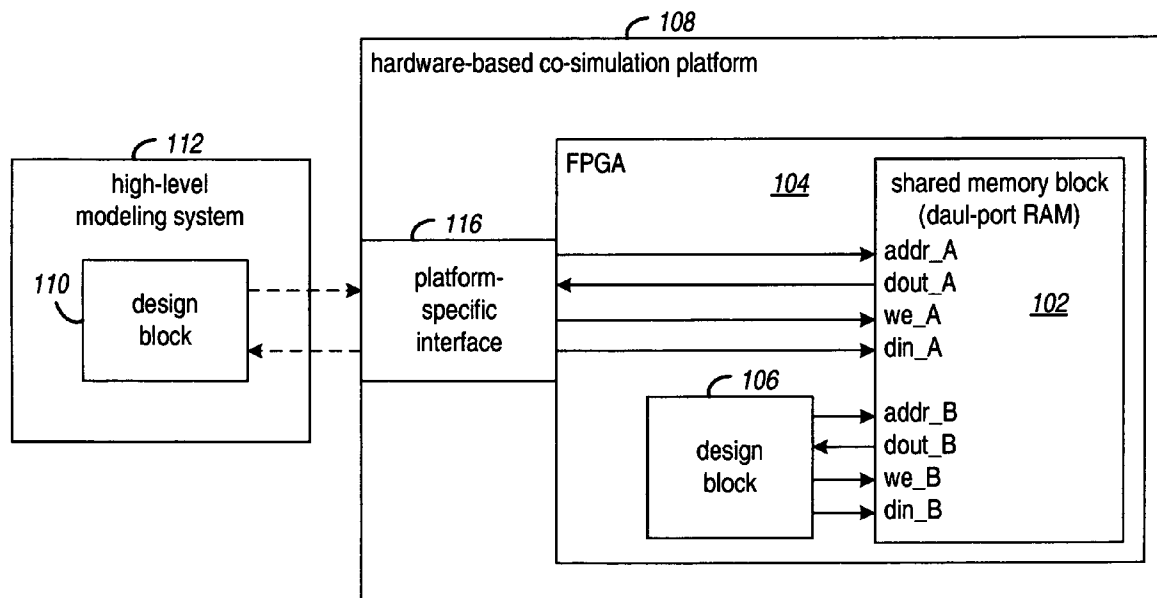 108
hardware-based co-simulation platform
112
high-level
modeling system
110
design
block
116
platform-
specific
interface
FPGA
104
shared memory block
(daul-port RAM)
addr_A
dout_A
we_A
din_A
102
106
design
block
addr_B
dout_B
we_B
din_B